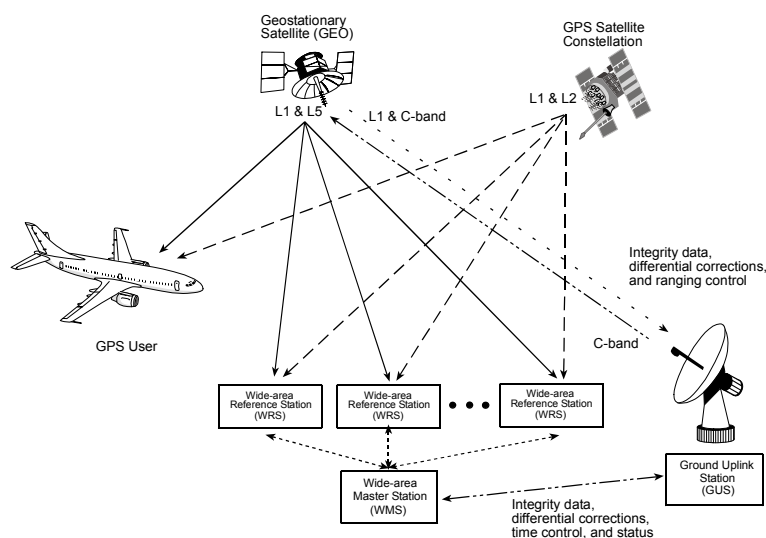 Geostationary
Satellite (GEO)
GPS Satellite
Constellation
L1 & L5
L1 & C-band
L1 & L2
Integrity data,
differential corrections,
and ranging control
GPS User
C-band
Wide-area
Reference Station
(WRS)
Wide-area
Reference Station
(WRS)
Wide-area
Reference Station
(WRS)
Wide-area
Master Station
(WMS)
Ground Uplink
Station
(GUS)
Integrity data,
differential corrections,
time control, and status